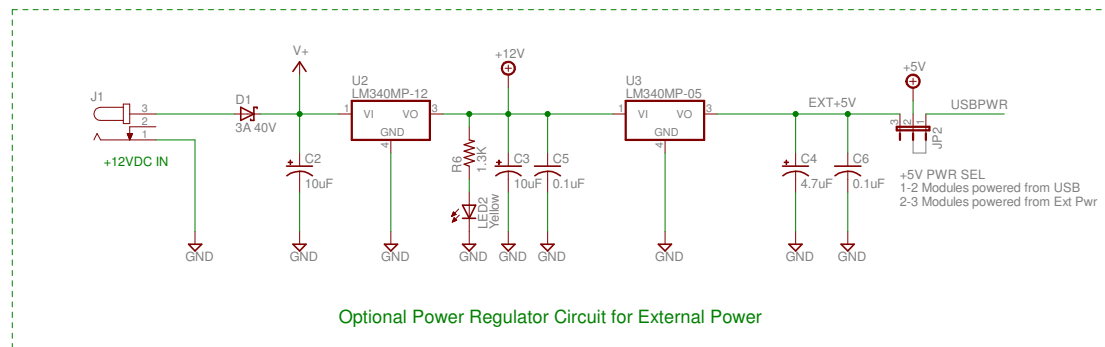 V+
+12V
+5V
U2
LM340MP-12
U3
LM340MP-05
J1
3
2
1
D1
3A 40V
1
VI
VO
3
GND
4
1
VI
VO
3
GND
4
EXT+5V
3
2
1
JP2
USBPWR
+12VDC IN
C2
10uF
R6
1.3K
LED2
Yellow
C3
10uF
C5
0.1uF
C4
4.7uF
C6
0.1uF
+5V PWR SEL
1-2 Modules powered from USB
2-3 Modules powered from Ext Pwr
GND
GND
GND
GND
GND
GND
GND
GND
GND
Optional Power Regulator Circuit for External Power